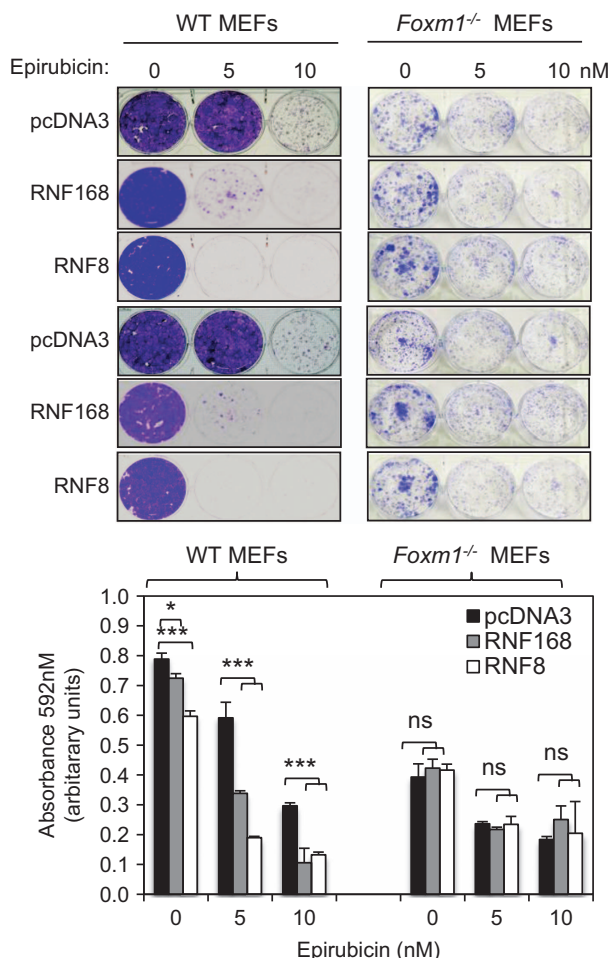 WT MEFs Foxm1-/- MEFs
Epirubicin: 0 5 10 0 5 10 nM
pcDNA3
RNF168
RNF8
pcDNA3
RNF168
RNF8
WT MEFs Foxm1-/- MEFs
Absorbance 592nM
(arbitarary units)
1.0
0.9
0.8
0.7
0.6
0.5
0.4
0.3
0.2
0.1
0.0
*
***
***
***
ns
ns
ns
pcDNA3
RNF168
RNF8
0 5 10 0 5 10
Epirubicin (nM)